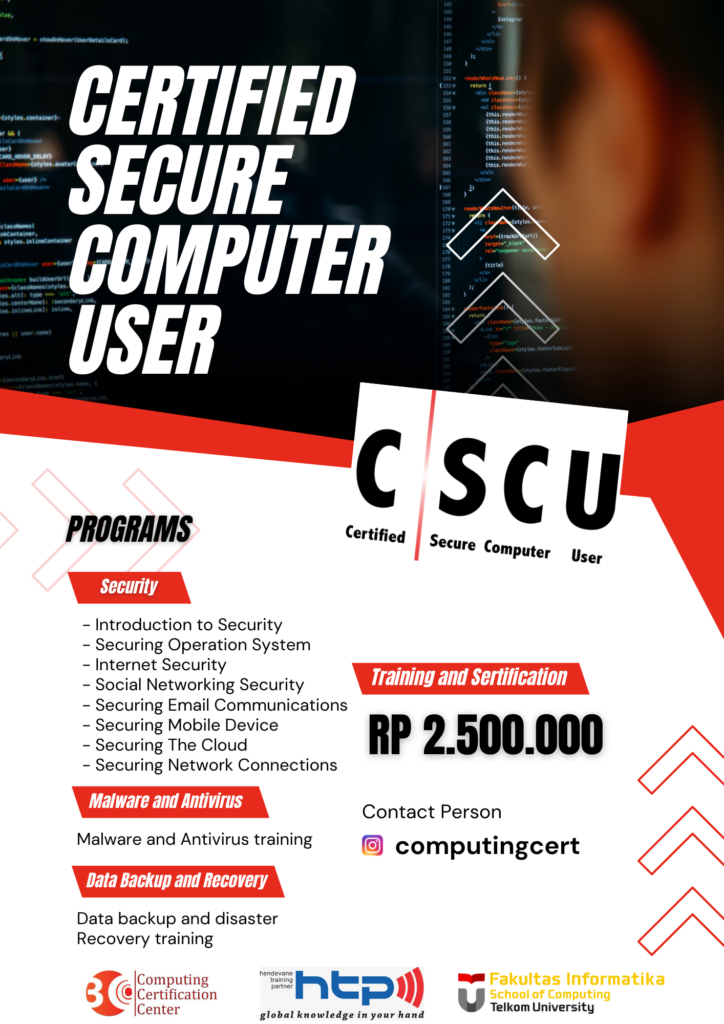 CERTIFIED
SECURE
COMPUTER
USER
C SCU
Certified Secure Computer User
PROGRAMS
Security
- Introduction to Security
- Securing Operation System
- Internet Security
- Social Networking Security
- Securing Email Communications
- Securing Mobile Device
- Securing The Cloud
- Securing Network Connections
Malware and Antivirus
Malware and Antivirus training
Data Backup and Recovery
Data backup and disaster
Recovery training
Training and Sertification
RP 2.500.000
Contact Person
computingcert
3C Computing
Certification
Center
hendevane
training
partner
htp
global knowledge in your hand
Fakultas Informatika
School of Computing
Telkom University